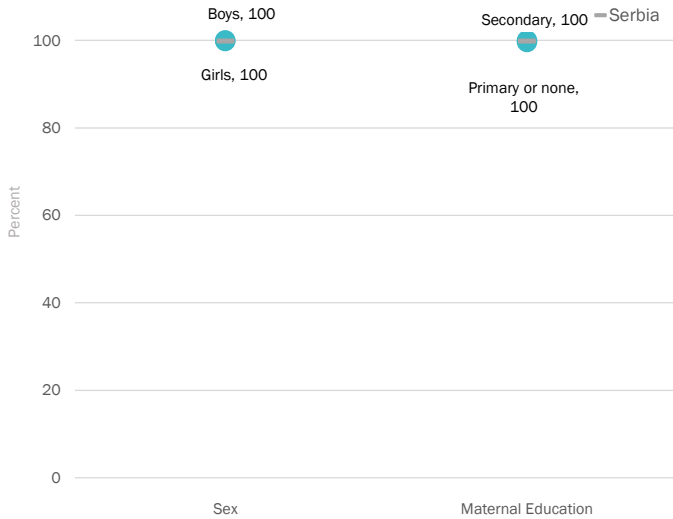 Boys, 100
Secondary, 100
Serbia
100
Girls, 100
Primary or none,
100
80
60
Percent
40
20
0
Sex
Maternal Education